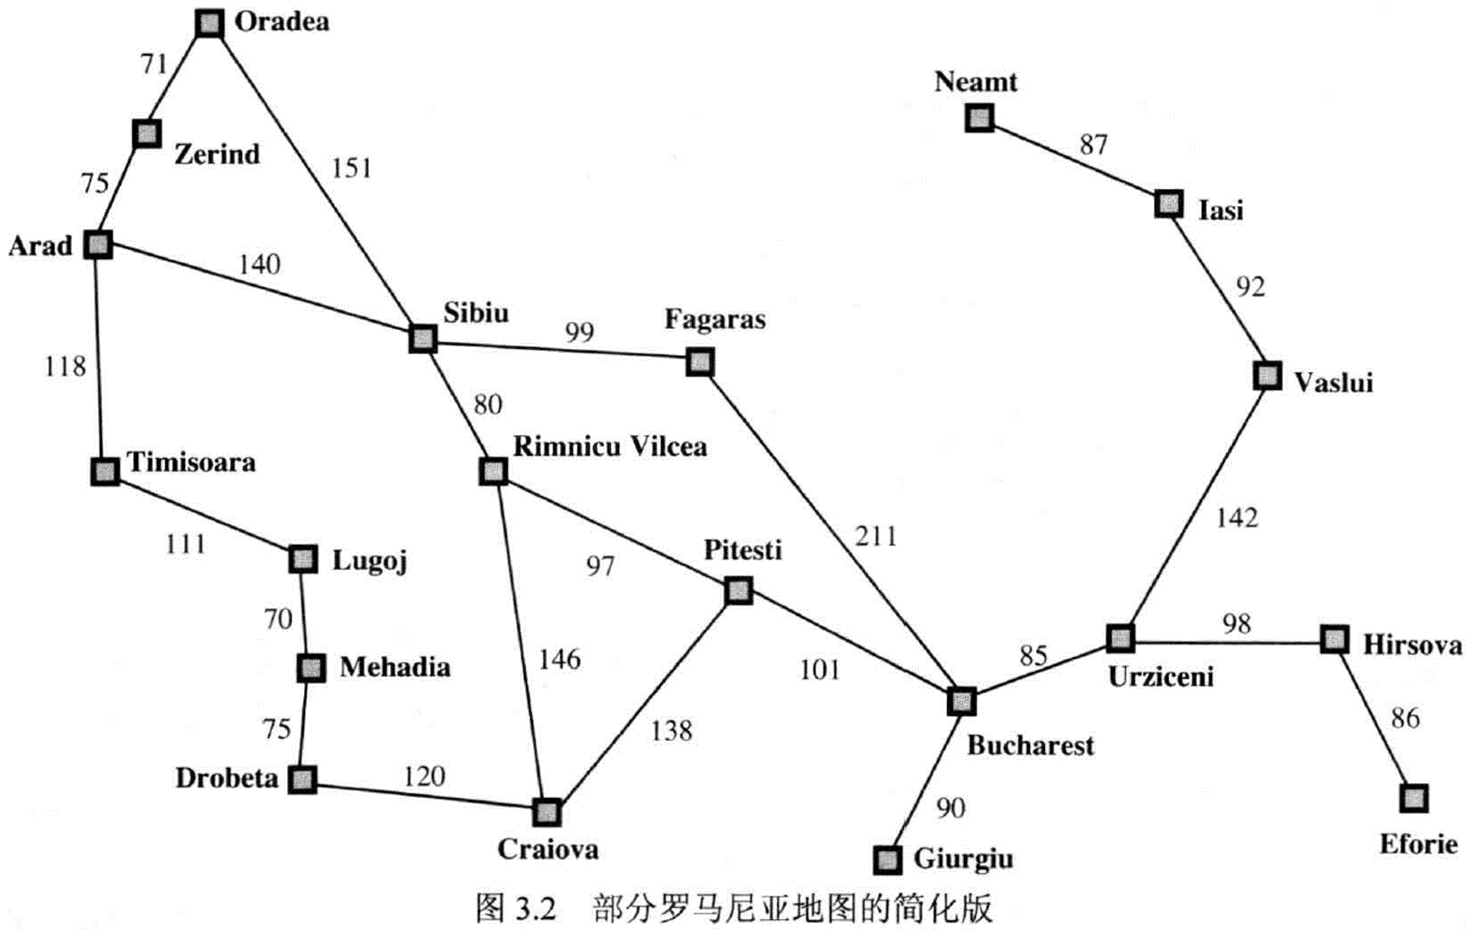 Oradea
71
Neamt
87
Zerind
151
75
Iasi
Arad
140
92
Sibiu
Fagaras
99
118
Vaslui
80
Rimnicu Vilcea
Timisoara
142
211
111
Pitesti
Lugoj
97
70
98
Hirsova
146
85
Mehadia
101
Urziceni
86
75
138
Bucharest
Drobeta
120
90
Eforie
Craiova
Giurgiu
图 3.2 部分罗马尼亚地图的简化版